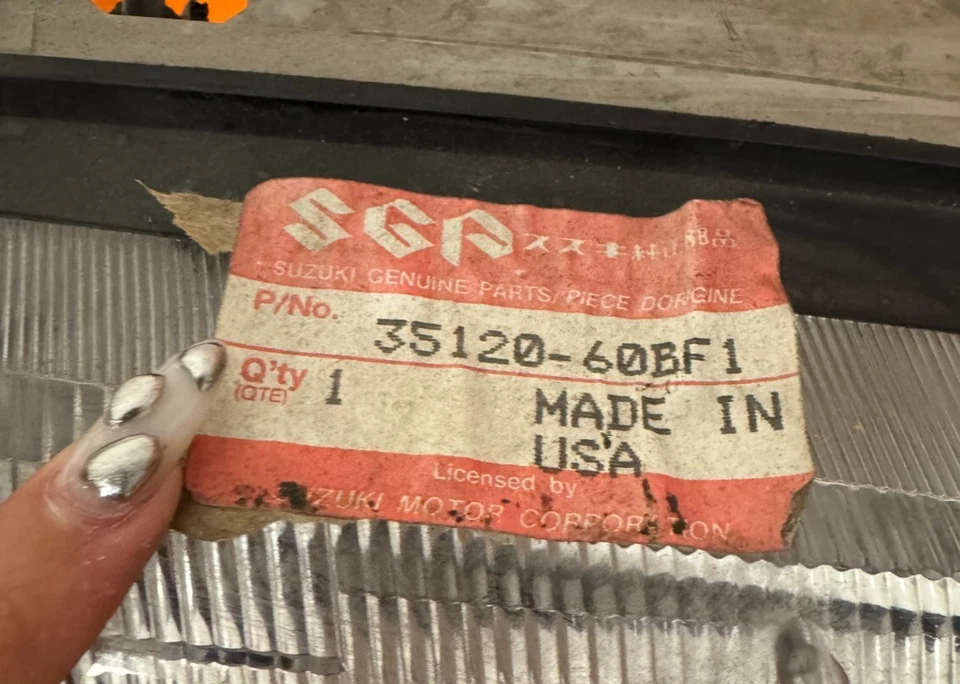 SGP スズキ純正部品
SUZUKI GENUINE PARTS/PIECE DORIGINE
P/No. 35120-60BF1
Q'ty 1 MADE IN
(QTE)
USA
Licensed by
SUZUKI MOTOR CORPORATION